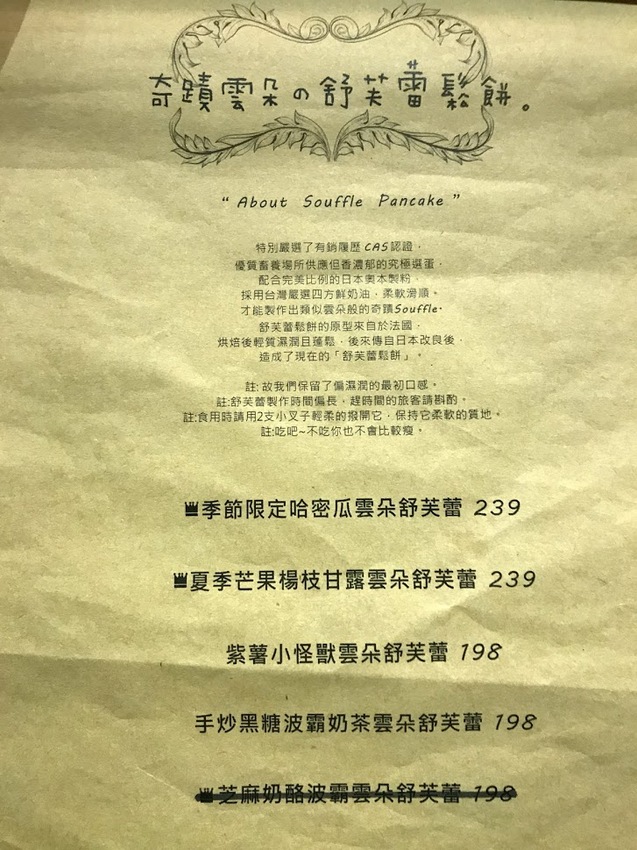 奇蹟雲朵の舒芙蕾鬆餅。
“ About Souffle Pancake ”
特別嚴選了有銷履歷 CAS認證，
優質畜養場所供應但香濃郁的究極選蛋，
配合完美比例的日本奧本製粉，
採用台灣嚴選四方鮮奶油，柔軟滑順。
才能製作出類似雲朵般的奇蹟Souffle。
舒芙蕾鬆餅的原型來自於法國，
烘焙後輕質濕潤且蓬鬆，後來傳自日本改良後，
造成了現在的「舒芙蕾鬆餅」。
註: 故我們保留了偏濕潤的最初口感。
註:舒芙蕾製作時間偏長，趕時間的旅客請斟酌。
註:食用時請用2支小叉子輕柔的撥開它，保持它柔軟的質地。
註:吃吧~不吃你也不會比較瘦。
季節限定哈密瓜雲朵舒芙蕾 239
夏季芒果楊枝甘露雲朵舒芙蕾 239
紫薯小怪獸雲朵舒芙蕾 198
手炒黑糖波霸奶茶雲朵舒芙蕾 198
芝麻奶酪波霸雲朵舒芙蕾 198